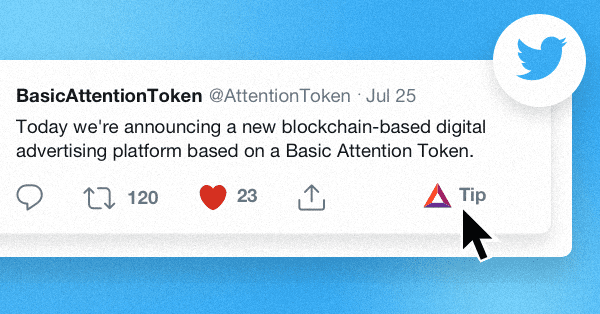 BasicAttentionToken @AttentionToken · Jul 25
Today we're announcing a new blockchain-based digital
advertising platform based on a Basic Attention Token.
120 23 Tip